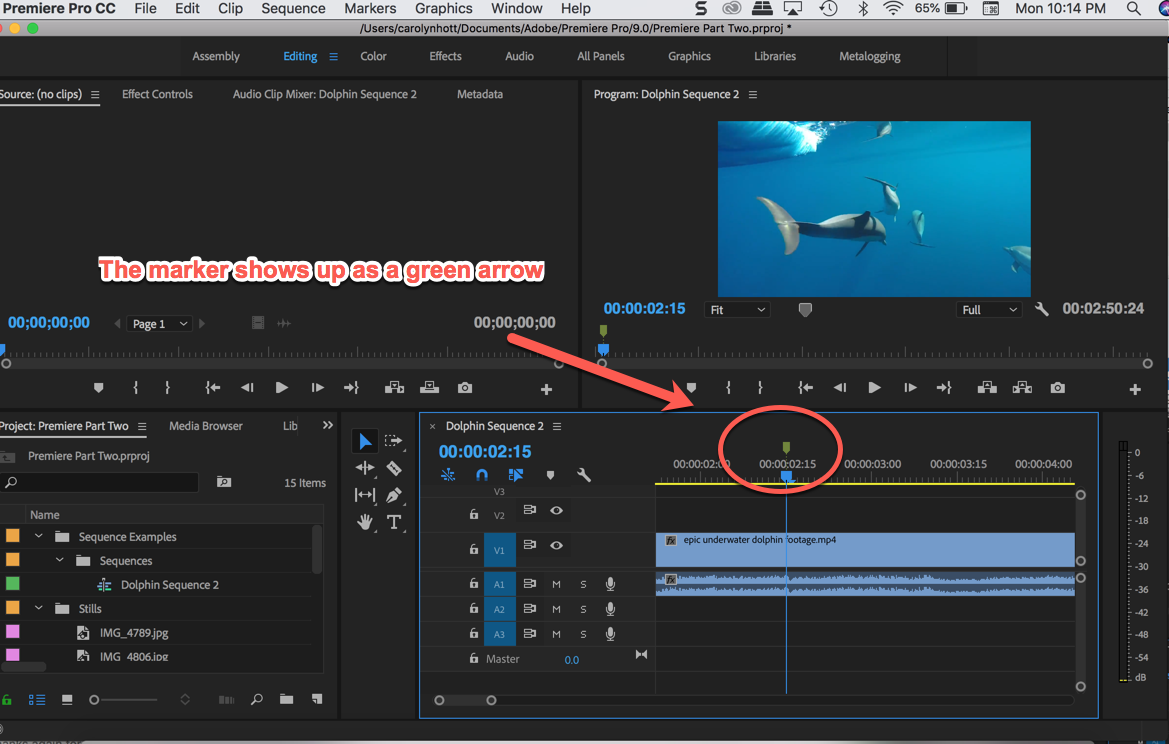 Premiere Pro CC File Edit Clip Sequence Markers Graphics Window Help 65% Mon 10:14 PM
/Users/carolynhott/Documents/Adobe/Premiere Pro/9.0/Premiere Part Two.prproj *
Assembly Editing Color Effects Audio All Panels Graphics Libraries Metalogging
Source: (no clips) Effect Controls Audio Clip Mixer: Dolphin Sequence 2 Metadata Program: Dolphin Sequence 2
The marker shows up as a green arrow
00;00;00;00 Page 1 00;00;00;00 00:00:02:15 Fit Full 00:02:50:24
Project: Premiere Part Two Media Browser Lib Dolphin Sequence 2
Premiere Part Two.prproj 00:00:02:15
00:00:02:00 00:00:02:15 00:00:03:00 00:00:03:15 00:00:04:00
15 Items
Name
V3
V2
Sequence Examples
V1 fx epic underwater dolphin footage.mp4
Sequences
A1 M S fx
Dolphin Sequence 2
A2 M S
Stills
A3 M S
IMG_4789.jpg
Master 0.0
IMG_4806.jpg
0
-6
-12
-18
-24
-30
-36
-42
-48
-54
dB